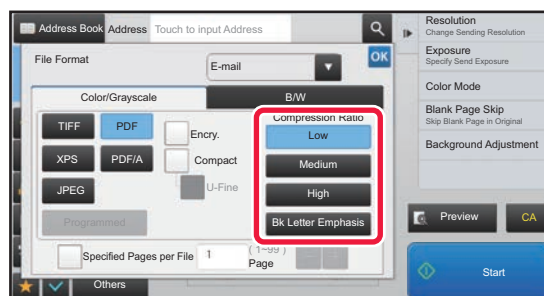 Address Book
Address
Touch to input Address
File Format
E-mail
OK
Color/Grayscale
B/W
TIFF
PDF
Encry.
XPS
PDF/A
Compact
JPEG
U-Fine
Programmed
Compression Ratio
Low
Medium
High
Bk Letter Emphasis
Specified Pages per File
1
(1~99)
Page
Others
Resolution
Change Sending Resolution
Exposure
Specify Send Exposure
Color Mode
Blank Page Skip
Skip Blank Page in Original
Background Adjustment
Preview
CA
Start